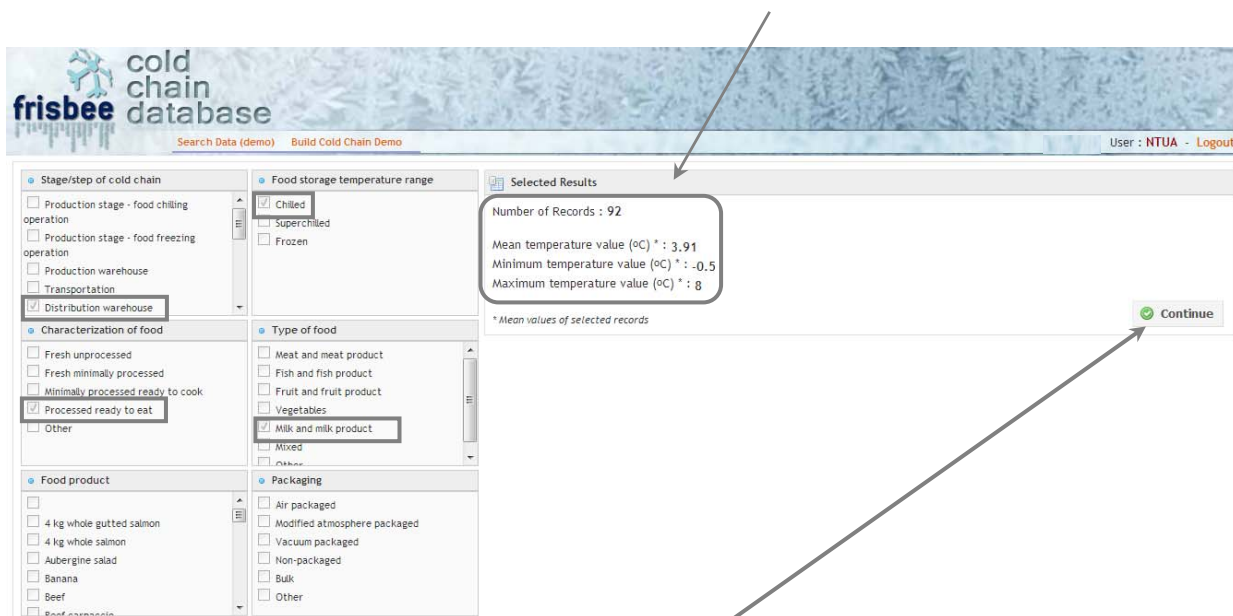 cold
chain
frisbee database
Search Data (demo) Build Cold Chain Demo
User : NTUA - Logout
Stage/step of cold chain
Production stage - food chilling
operation
Production stage - food freezing
operation
Production warehouse
Transportation
Distribution warehouse
Food storage temperature range
Chilled
Superchilled
Frozen
Selected Results
Number of Records : 92
Mean temperature value (ºC) * : 3.91
Minimum temperature value (ºC) * : -0.5
Maximum temperature value (ºC) * : 8
* Mean values of selected records
Continue
Characterization of food
Fresh unprocessed
Fresh minimally processed
Minimally processed ready to cook
Processed ready to eat
Other
Type of food
Meat and meat product
Fish and fish product
Fruit and fruit product
Vegetables
Milk and milk product
Mixed
Other
Food product
4 kg whole gutted salmon
4 kg whole salmon
Aubergine salad
Banana
Beef
Beef carpaccio
Packaging
Air packaged
Modified atmosphere packaged
Vacuum packaged
Non-packaged
Bulk
Other